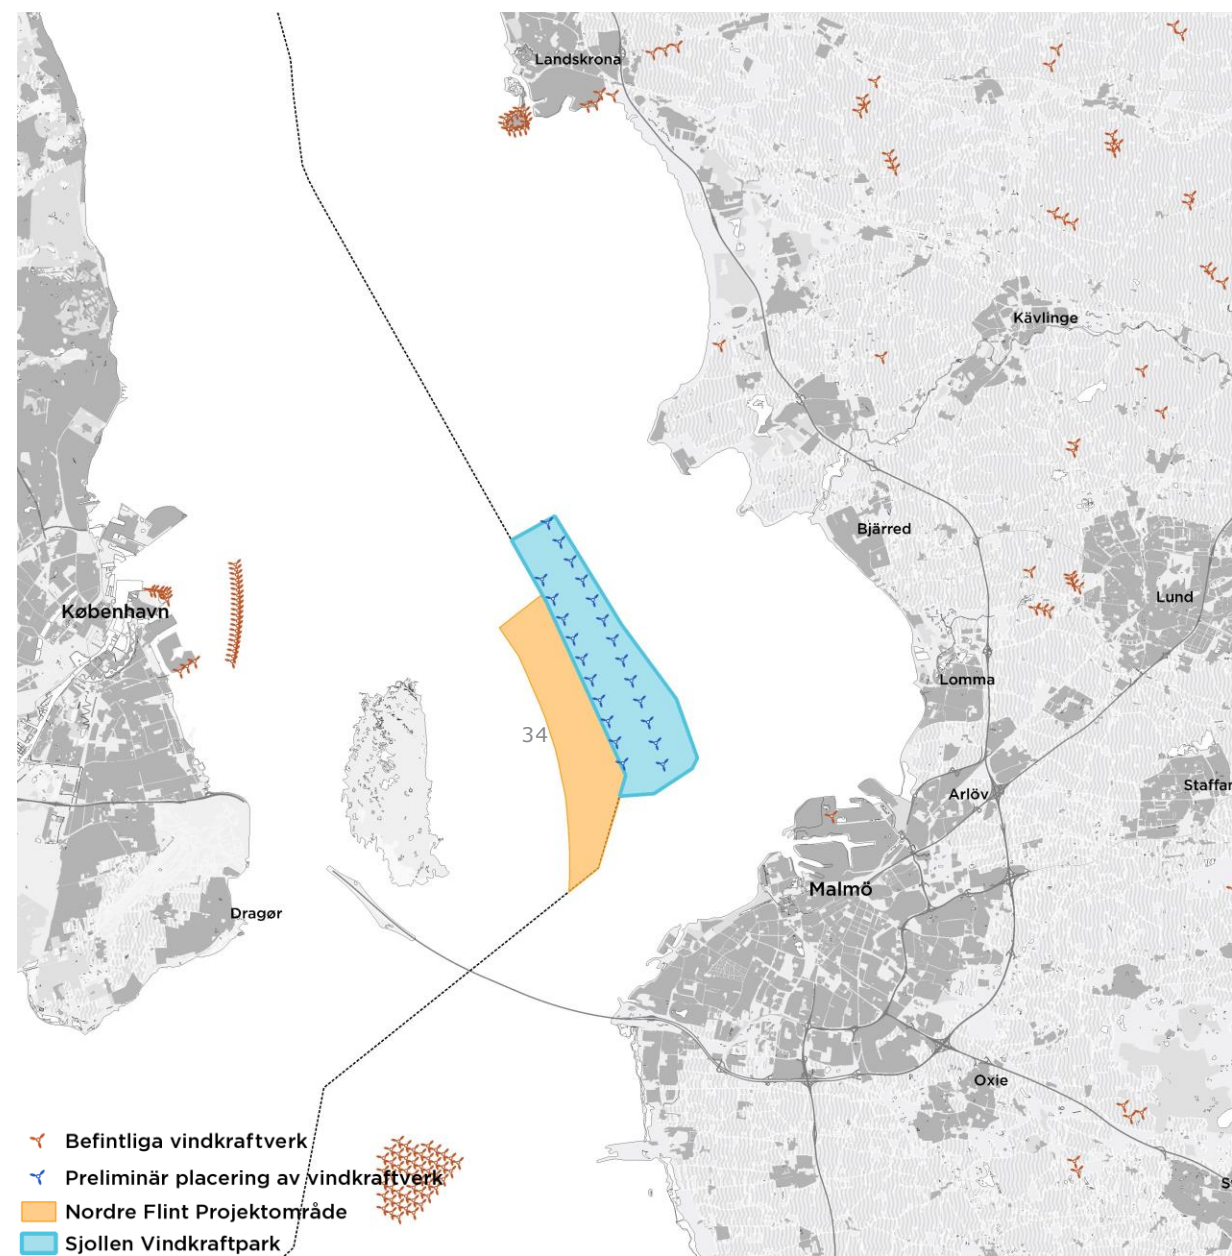 Landskrona
Kävlinge
Bjärred
København
Lund
Lomma
34
Staffan
Arlöv
Malmö
Dragør
Oxie
Befintliga vindkraftverk
Preliminär placering av vindkraftverk
Nordre Flint Projektområde
Sjollen Vindkraftpark